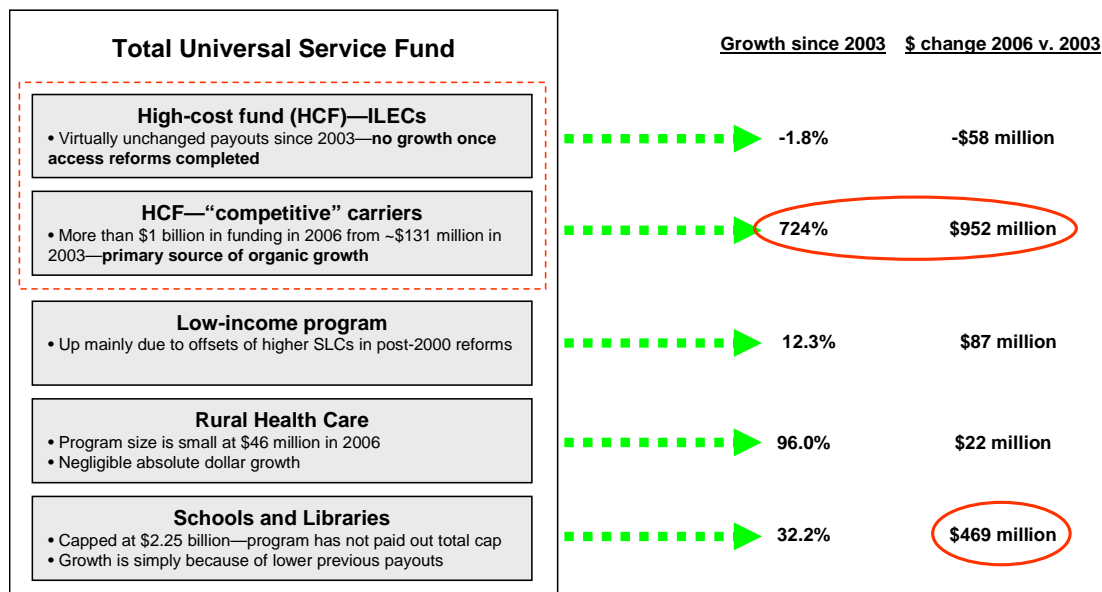 Total Universal Service Fund
Growth since 2003 $ change 2006 v. 2003
High-cost fund (HCF)—ILECs
• Virtually unchanged payouts since 2003—no growth once
access reforms completed
-1.8% -$58 million
HCF—“competitive” carriers
• More than $1 billion in funding in 2006 from ~$131 million in
2003—primary source of organic growth
724% $952 million
Low-income program
• Up mainly due to offsets of higher SLCs in post-2000 reforms
12.3% $87 million
Rural Health Care
• Program size is small at $46 million in 2006
• Negligible absolute dollar growth
96.0% $22 million
Schools and Libraries
• Capped at $2.25 billion—program has not paid out total cap
• Growth is simply because of lower previous payouts
32.2% $469 million